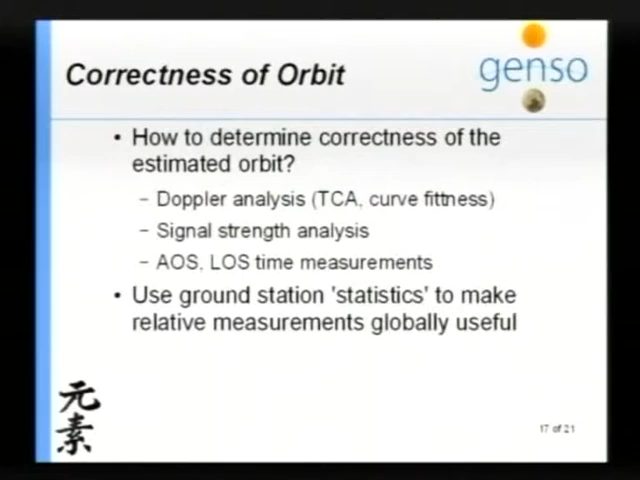 genso
Correctness of Orbit
• How to determine correctness of the
estimated orbit?
– Doppler analysis (TCA, curve fittness)
– Signal strength analysis
– AOS, LOS time measurements
• Use ground station 'statistics' to make
relative measurements globally useful
元
素
17 of 21